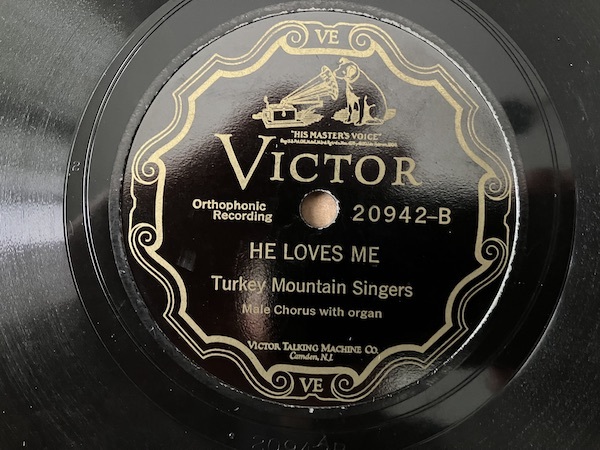 VE
"HIS MASTER'S VOICE"
VICTOR
Orthophonic
Recording
20942-B
HE LOVES ME
Turkey Mountain Singers
Male Chorus with organ
VICTOR TALKING MACHINE CO.
Camden, N.J.
VE